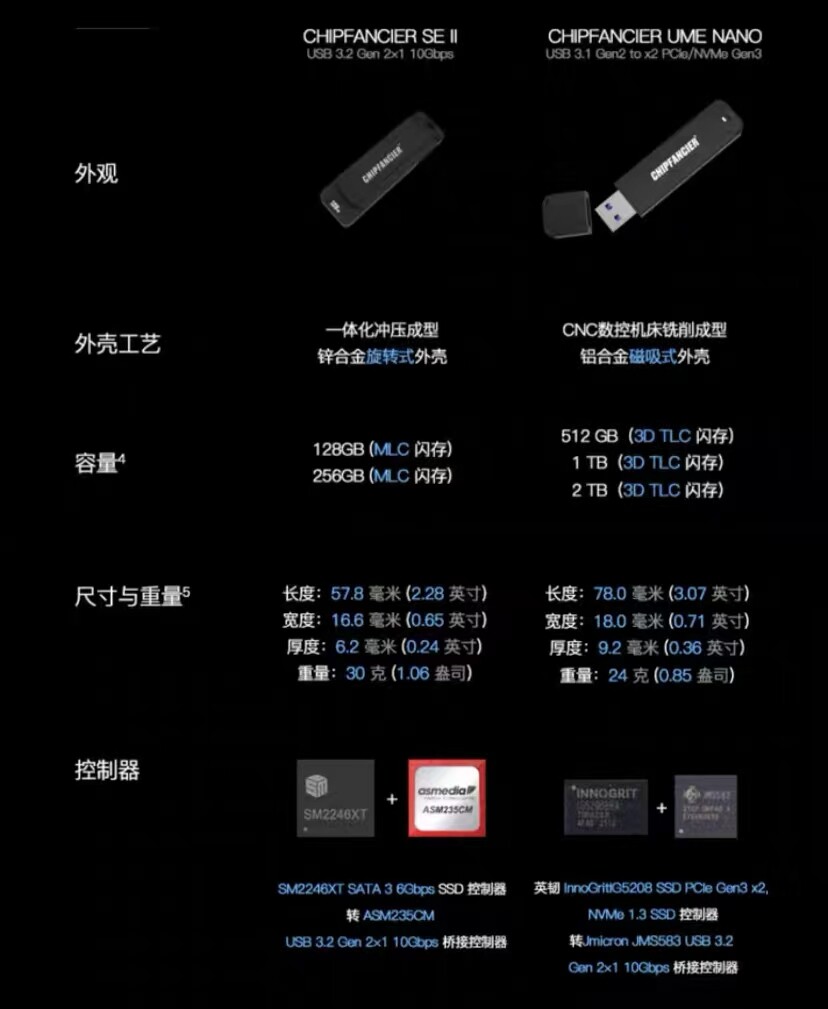 CHIPFANCIER SE II
USB 3.2 Gen 2×1 10Gbps
CHIPFANCIER UME NANO
USB 3.1 Gen2 to x2 PCIe/NVMe Gen3
外观
CHIPFANCIER
CHIPFANCIER
外壳工艺
一体化冲压成型
锌合金旋转式外壳
CNC数控机床铣削成型
铝合金磁吸式外壳
容量4
128GB (MLC 闪存)
256GB (MLC 闪存)
512 GB (3D TLC 闪存)
1 TB (3D TLC 闪存)
2 TB (3D TLC 闪存)
尺寸与重量5
长度：57.8 毫米 (2.28 英寸)
宽度：16.6 毫米 (0.65 英寸)
厚度：6.2 毫米 (0.24 英寸)
重量：30 克 (1.06 盎司)
长度：78.0 毫米 (3.07 英寸)
宽度：18.0 毫米 (0.71 英寸)
厚度：9.2 毫米 (0.36 英寸)
重量：24 克 (0.85 盎司)
控制器
SM2246XT
+
asmedia
ASM235CM
INNOGRIT
+
JMS583
SM2246XT SATA 3 6Gbps SSD 控制器
转 ASM235CM
USB 3.2 Gen 2×1 10Gbps 桥接控制器
英韧 InnoGritIG5208 SSD PCIe Gen3 x2,
NVMe 1.3 SSD 控制器
转Jmicron JMS583 USB 3.2
Gen 2×1 10Gbps 桥接控制器